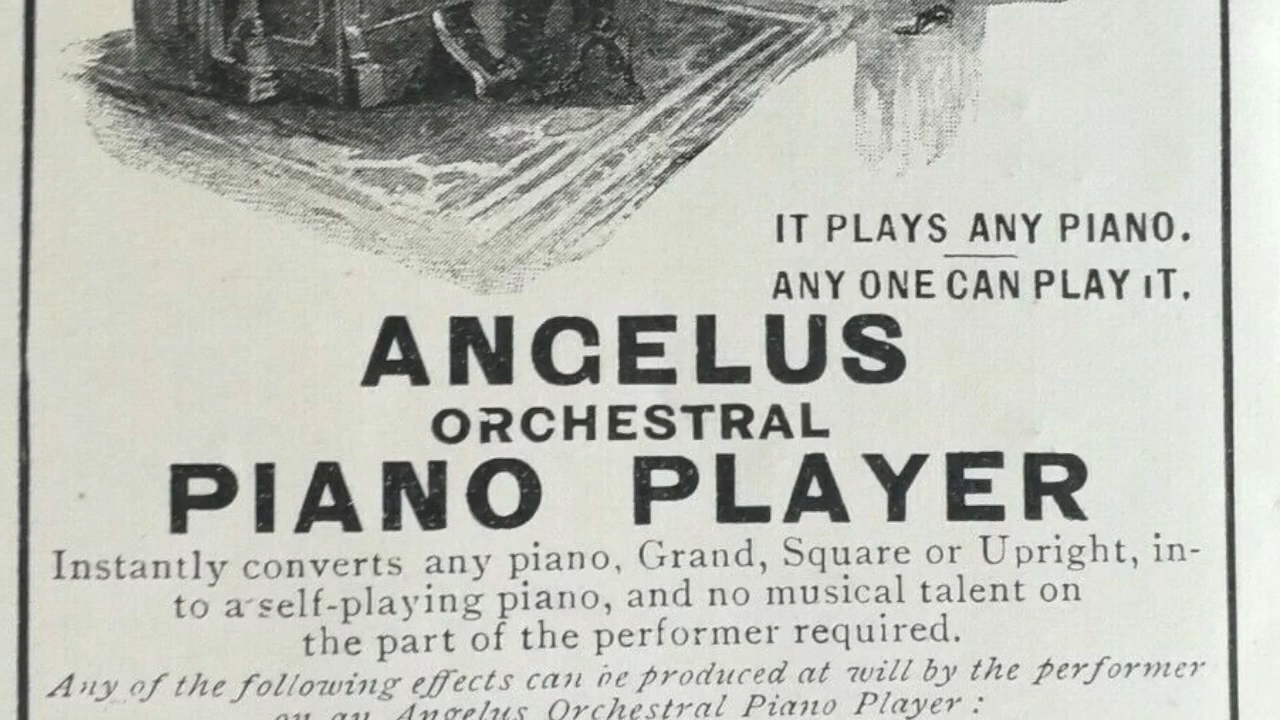 IT PLAYS ANY PIANO.
ANY ONE CAN PLAY IT.
ANGELUS
ORCHESTRAL
PIANO PLAYER
Instantly converts any piano, Grand, Square or Upright, in-
to a self-playing piano, and no musical talent on
the part of the performer required.
Any of the following effects can be produced at will by the performer
on an Angelus Orchestral Piano Player :